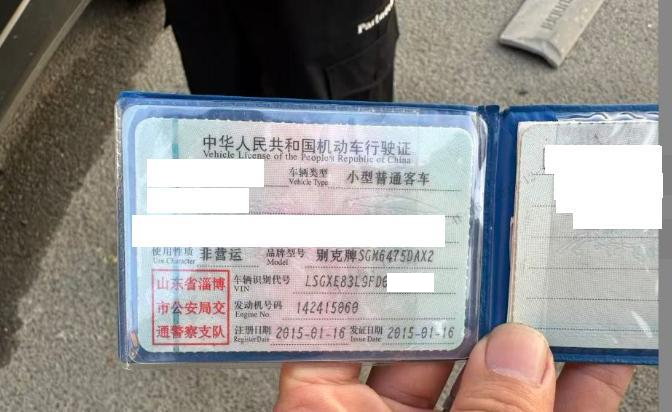 Partne
中华人民共和国机动车行驶证
Vehicle License of the People's Republic of China
车辆类型 小型普通客车
Vehicle Type
使用性质 非营运 品牌型号 别克牌SGM6475DAX2
Use Character Model
山东省淄博
市公安局交
通警察支队
车辆识别代号 LSGXE83L9FD0
VIN
发动机号码 142415060
Engine No.
注册日期 2015-01-16 发证日期 2015-01-16
Register Date Issue Date